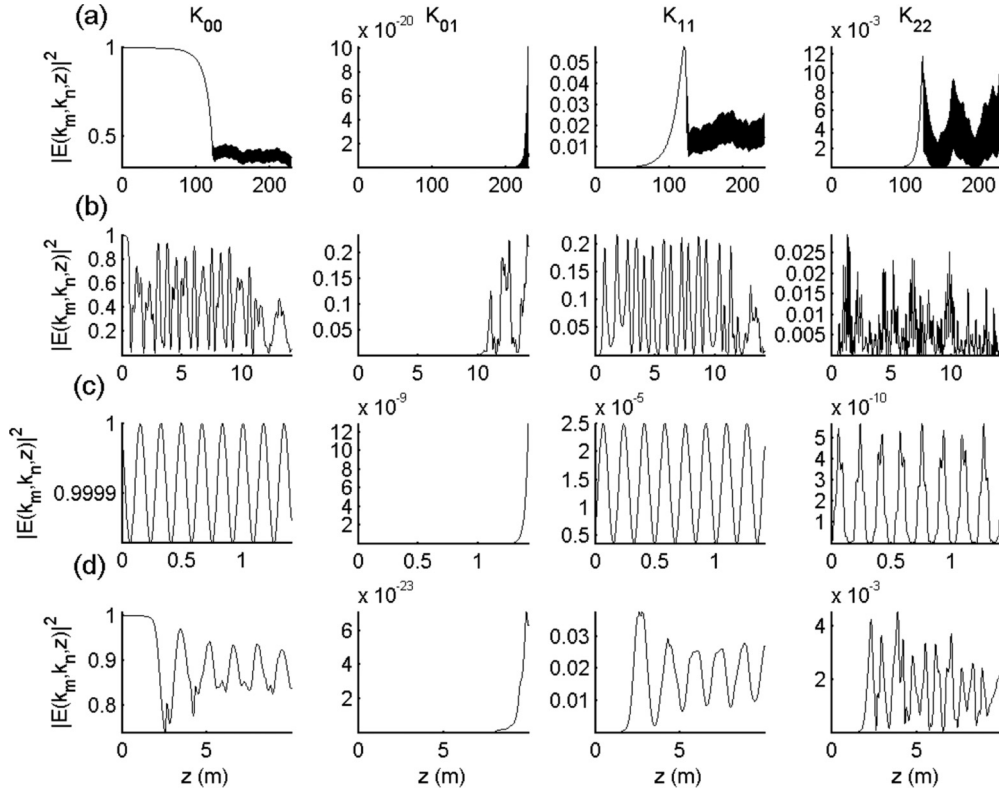 (a)
K00
K01
K11
K22
|E(km,kn,z)|²
1
0.5
0 100 200
x 10-20
10
8
6
4
2
0 100 200
0.05
0.04
0.03
0.02
0.01
0 100 200
x 10-3
12
10
8
6
4
2
0 100 200
(b)
|E(km,kn,z)|²
1
0.8
0.6
0.4
0.2
0 5 10
0.2
0.15
0.1
0.05
0 5 10
0.2
0.15
0.1
0.05
0 5 10
0.025
0.02
0.015
0.01
0.005
0 5 10
(c)
|E(km,kn,z)|²
1
0.9999
0 0.5 1
x 10-9
12
10
8
6
4
2
0 0.5 1
x 10-5
2.5
2
1.5
1
0.5
0 0.5 1
x 10-10
5
4
3
2
1
0 0.5 1
(d)
|E(km,kn,z)|²
1
0.9
0.8
0 5
z (m)
x 10-23
6
4
2
0 5
z (m)
0.03
0.02
0.01
0 5
z (m)
x 10-3
4
2
0 5
z (m)